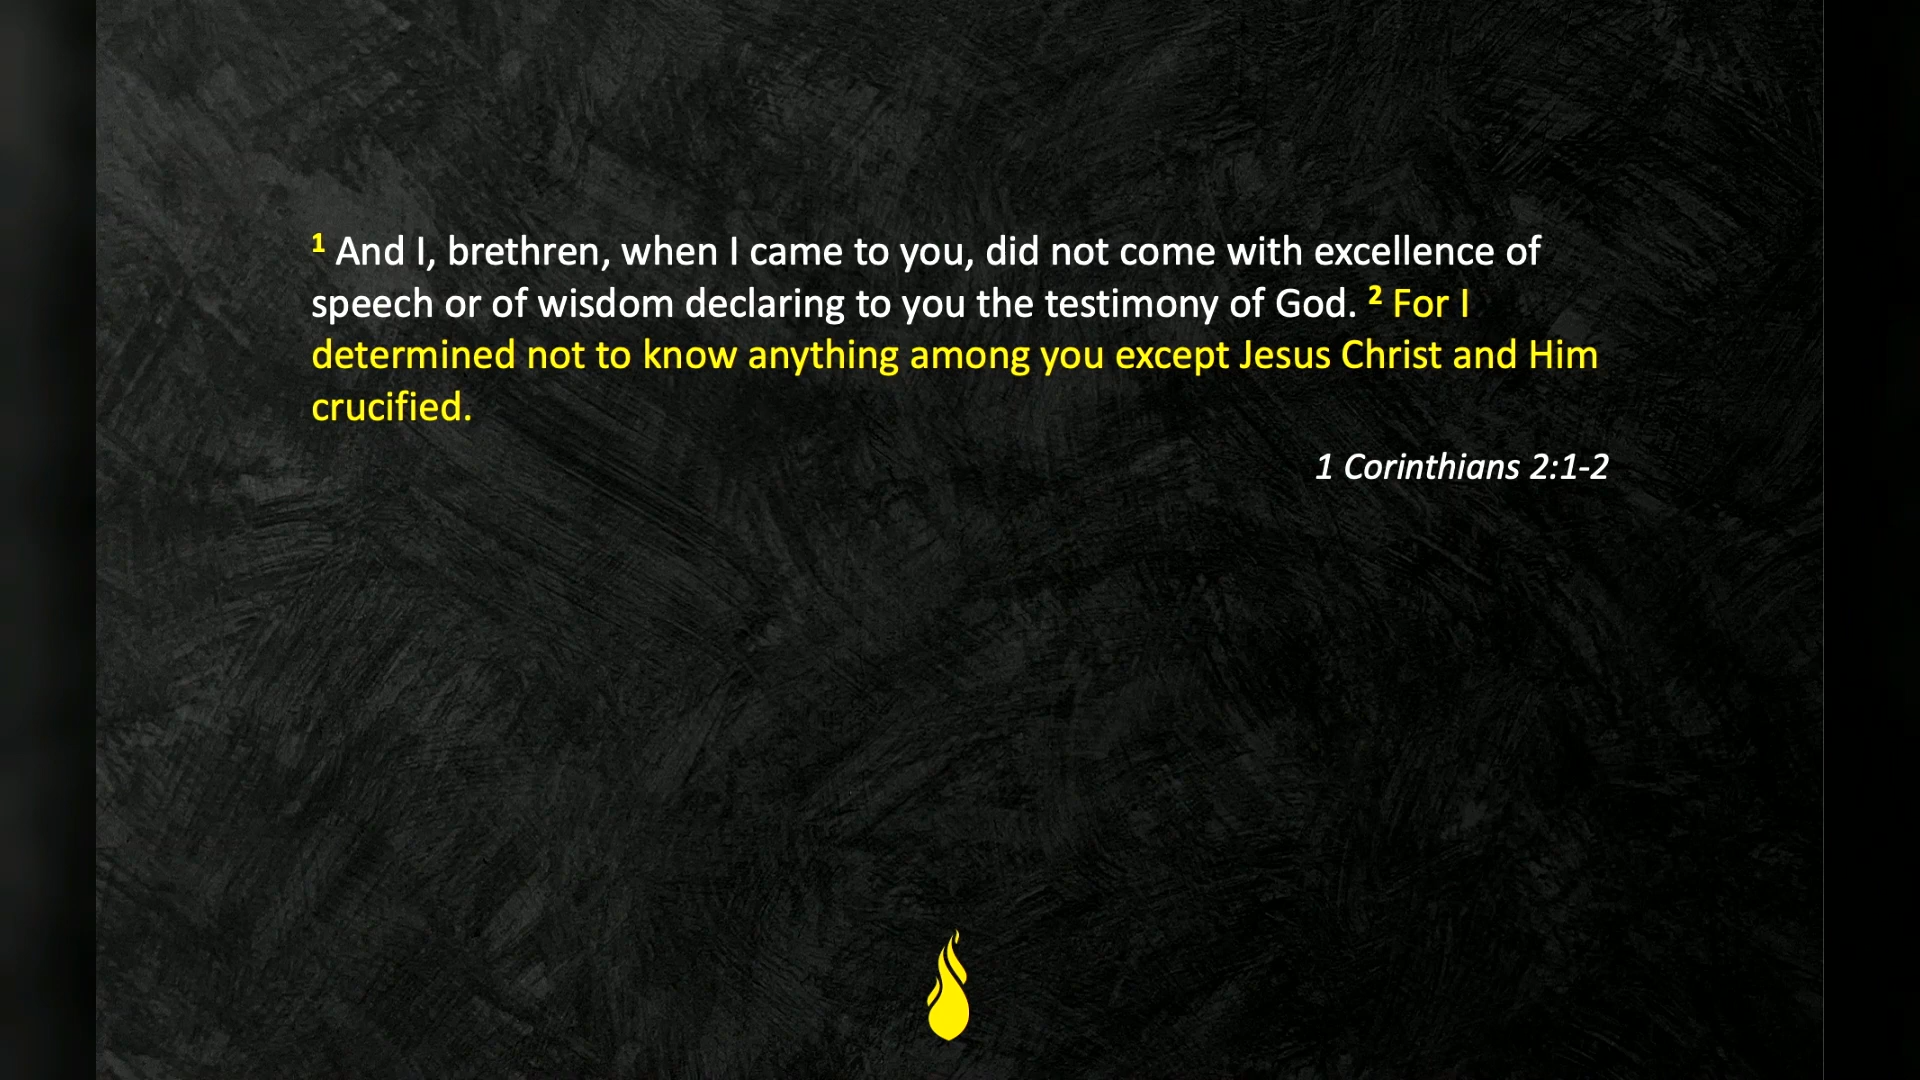 1 And I, brethren, when I came to you, did not come with excellence of
speech or of wisdom declaring to you the testimony of God. 2 For I
determined not to know anything among you except Jesus Christ and Him
crucified.
1 Corinthians 2:1-2